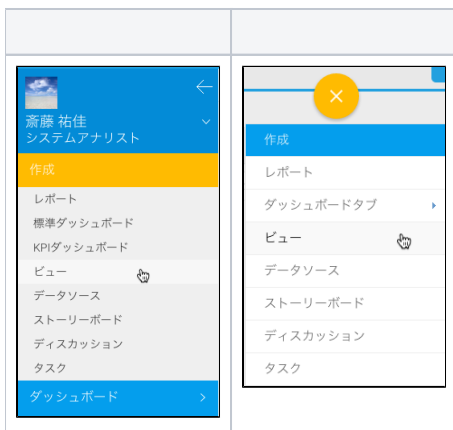 斎藤 祐佳
システムアナリスト
作成
レポート
標準ダッシュボード
KPIダッシュボード
ビュー
データソース
ストーリーボード
ディスカッション
タスク
ダッシュボード
作成
レポート
ダッシュボードタブ
ビュー
データソース
ストーリーボード
ディスカッション
タスク